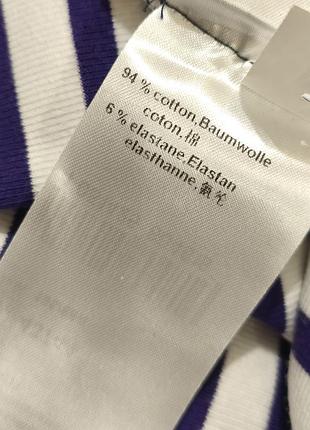 94 % cotton,Baumwolle
coton,棉
6 % elastane,Elastan
elasthanne,氨纶